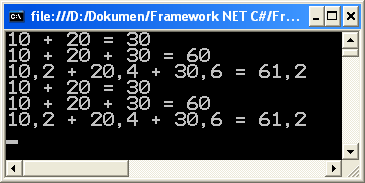 file:///D:/Dokumen/Framework NET C#/Fr...
10 + 20 = 30
10 + 20 + 30 = 60
10,2 + 20,4 + 30,6 = 61,2
10 + 20 = 30
10 + 20 + 30 = 60
10,2 + 20,4 + 30,6 = 61,2